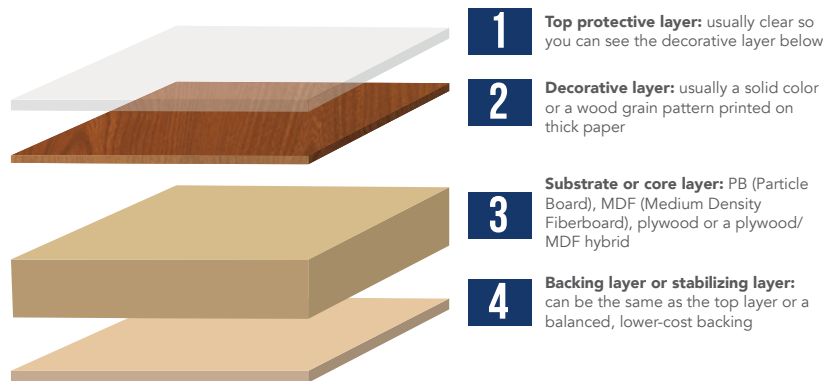 1
Top protective layer: usually clear so
you can see the decorative layer below
2
Decorative layer: usually a solid color
or a wood grain pattern printed on
thick paper
3
Substrate or core layer: PB (Particle
Board), MDF (Medium Density
Fiberboard), plywood or a plywood/
MDF hybrid
4
Backing layer or stabilizing layer:
can be the same as the top layer or a
balanced, lower-cost backing